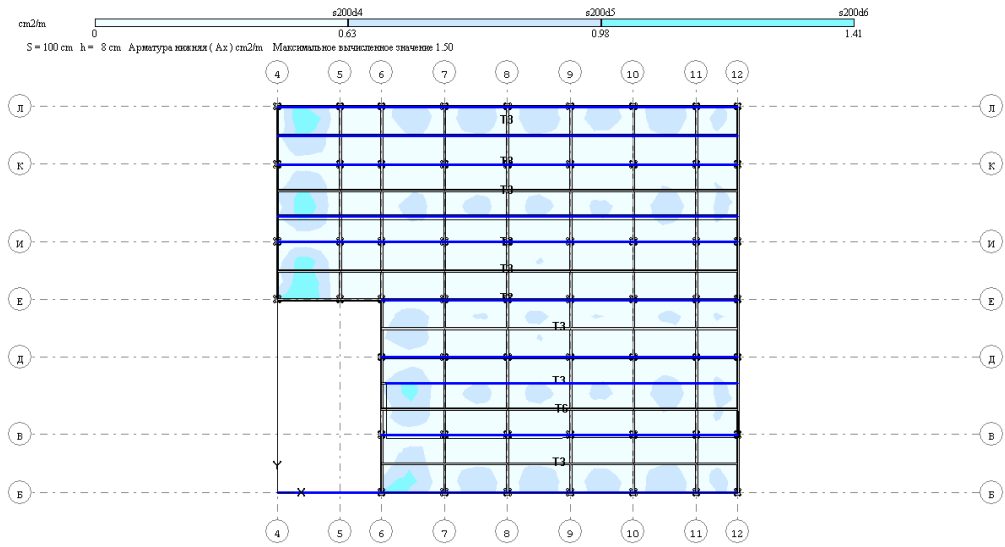 s200d4 s200d5 s200d6
cm2/m
0 0.63 0.98 1.41
S = 100 cm h = 8 cm Арматура нижняя ( Ax ) cm2/m Максимальное вычисленное значение 1.50
4 5 6 7 8 9 10 11 12
Л Л
T3
К T3 К
T3
И T3 И
T3
Е T3 Е
T3
Д Д
T3
T6
В В
T3
Y
X
Б Б
4 5 6 7 8 9 10 11 12